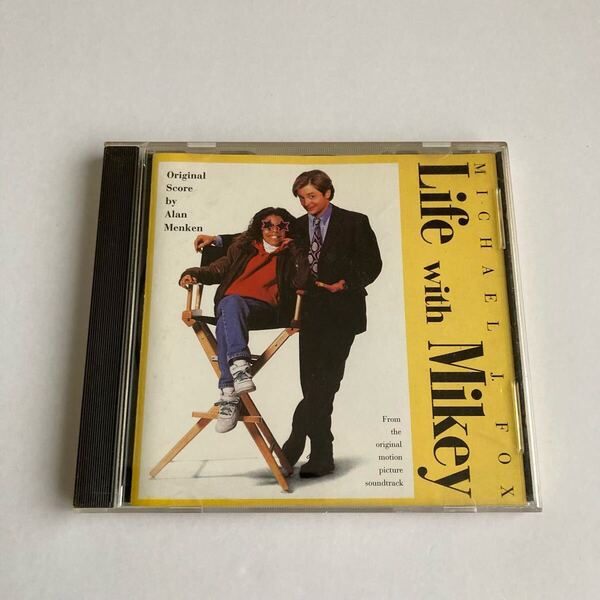 Original
Score
by
Alan
Menken
From
the
original
motion
picture
soundtrack
MICHAEL J. FOX
Life with Mikey